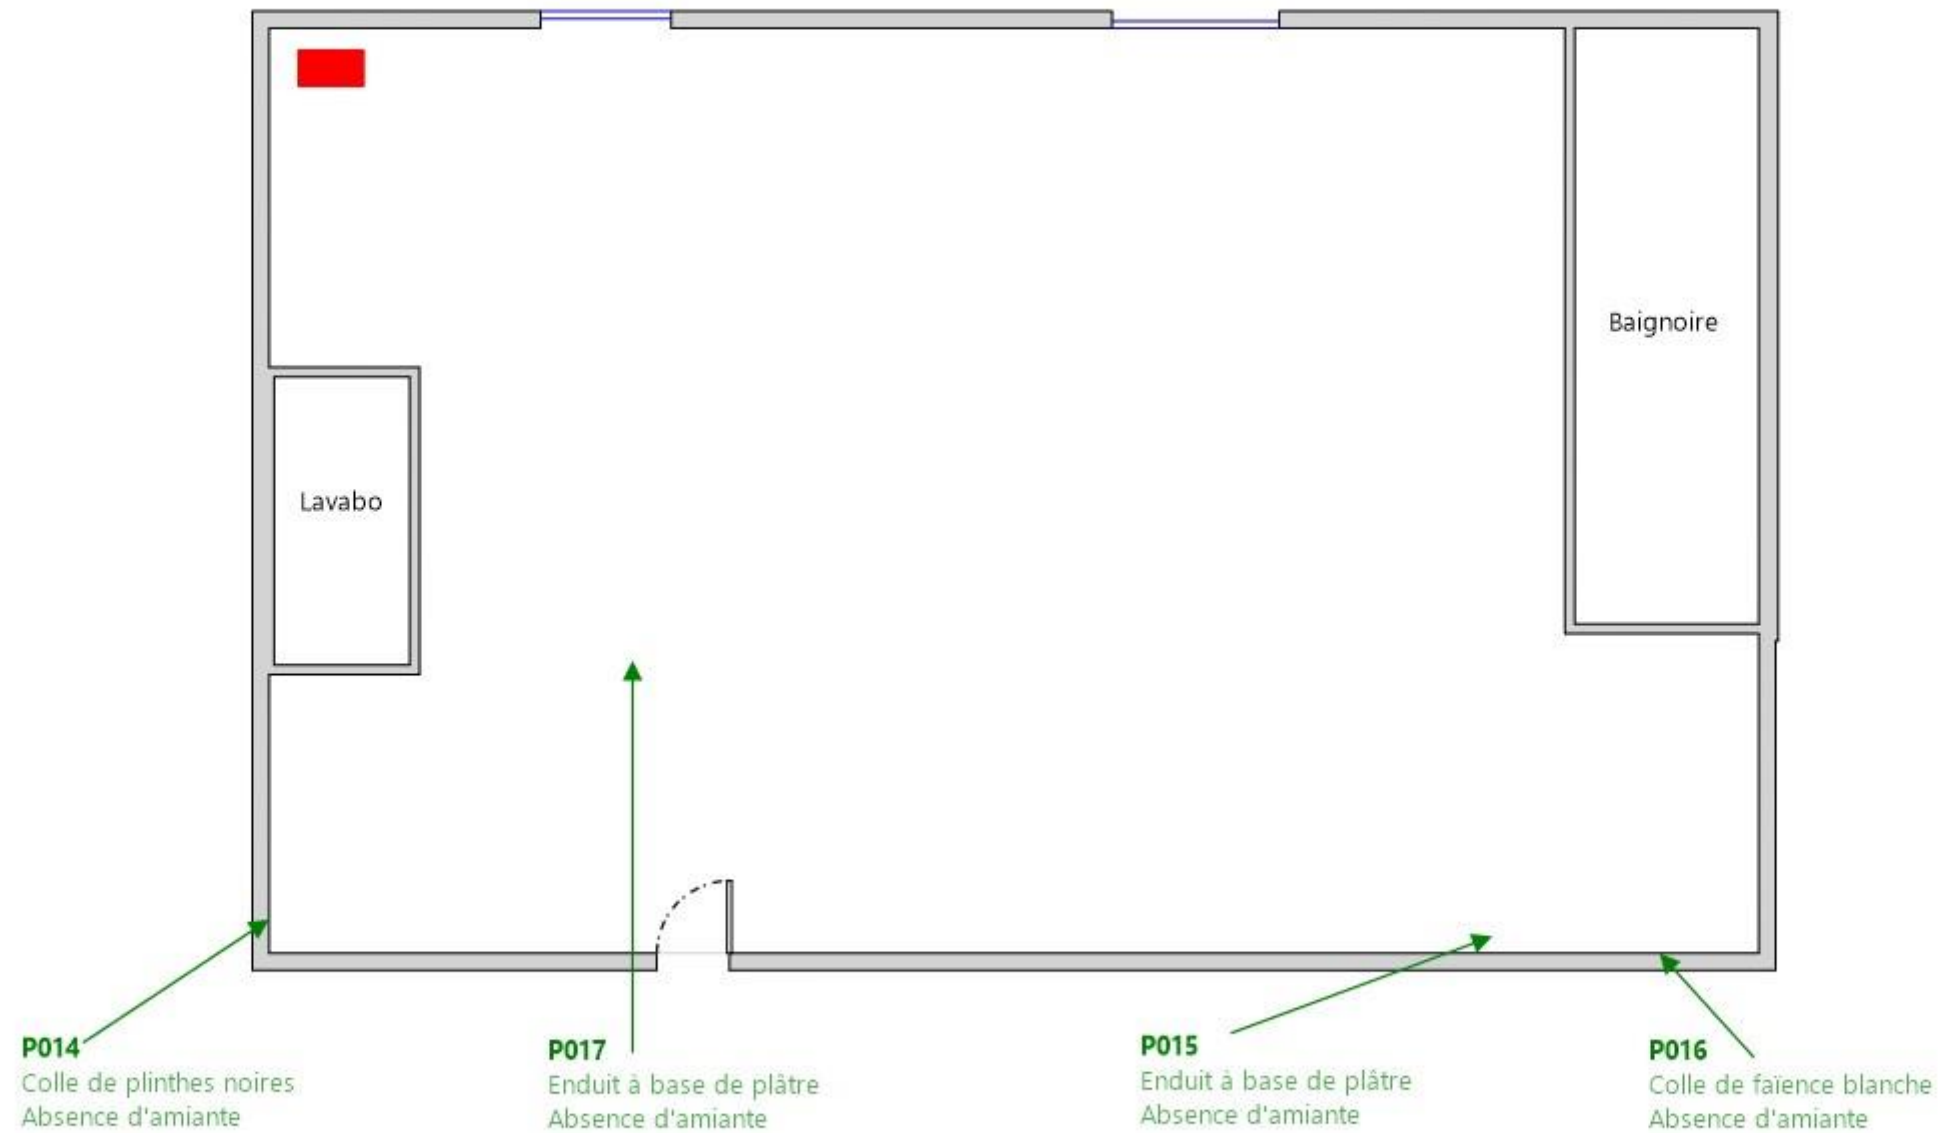 Baignoire
Lavabo
P014
Colle de plinthes noires
Absence d'amiante
P017
Enduit à base de plâtre
Absence d'amiante
P015
Enduit à base de plâtre
Absence d'amiante
P016
Colle de faïence blanche
Absence d'amiante